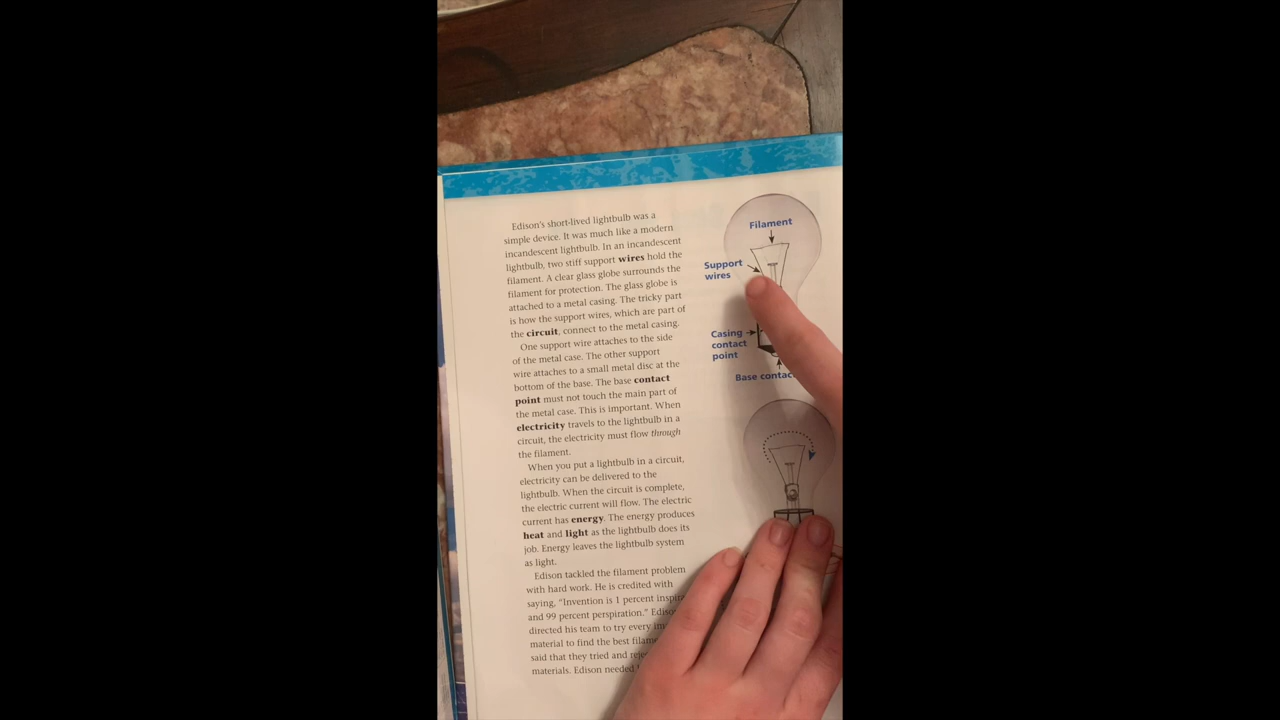 Edison's short-lived lightbulb was a
simple device. It was much like a modern
incandescent lightbulb. In an incandescent
lightbulb, two stiff support wires hold the
filament. A clear glass globe surrounds the
filament for protection. The glass globe is
attached to a metal casing. The tricky part
is how the support wires, which are part of
the circuit, connect to the metal casing.
One support wire attaches to the side
of the metal case. The other support
wire attaches to a small metal disc at the
bottom of the base. The base contact
point must not touch the main part of
the metal case. This is important. When
electricity travels to the lightbulb in a
circuit, the electricity must flow through
the filament.
When you put a lightbulb in a circuit,
electricity can be delivered to the
lightbulb. When the circuit is complete,
the electric current will flow. The electric
current has energy. The energy produces
heat and light as the lightbulb does its
job. Energy leaves the lightbulb system
as light.
Edison tackled the filament problem
with hard work. He is credited with
saying, "Invention is 1 percent
and 99 percent perspiration."
directed his team to try every
material to find the best
said that they tried and
materials. Edison needed
Filament
Support
wires
Casing
contact
point
Base